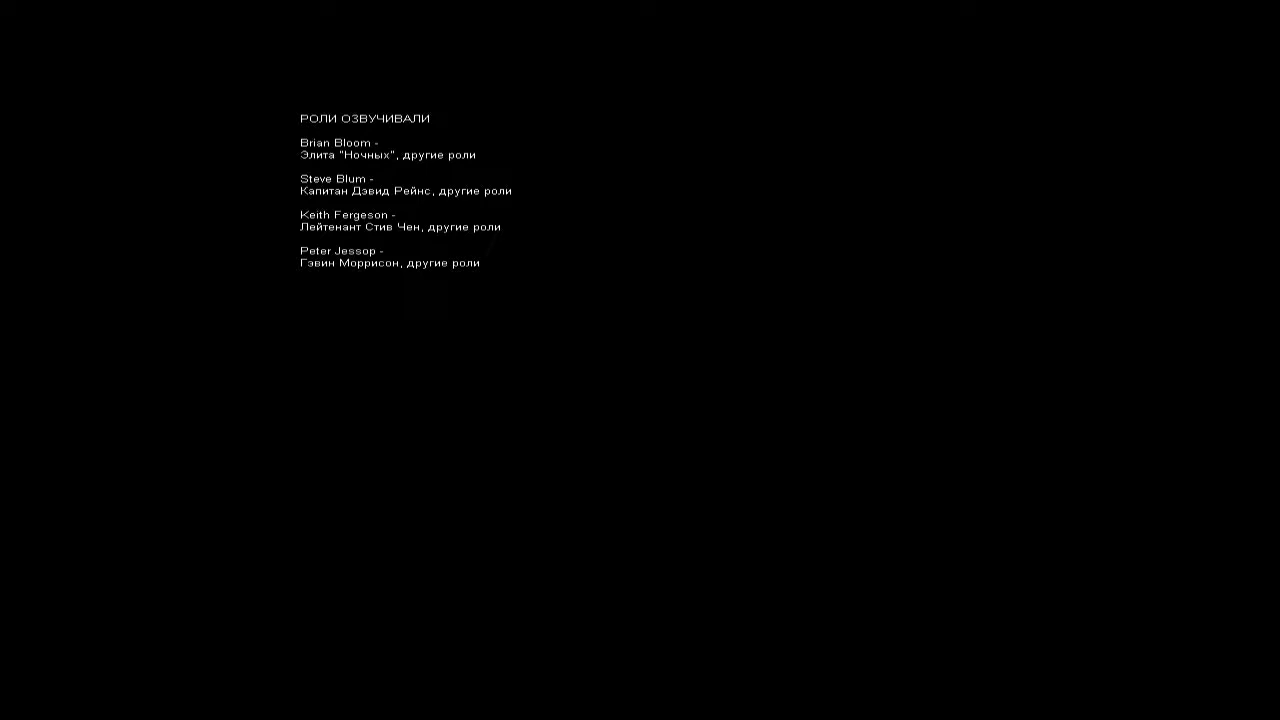 РОЛИ ОЗВУЧИВАЛИ
Brian Bloom -
Элита "Ночных", другие роли
Steve Blum -
Капитан Дэвид Рейнс, другие роли
Keith Fergeson -
Лейтенант Стив Чен, другие роли
Peter Jessop -
Гэвин Моррисон, другие роли